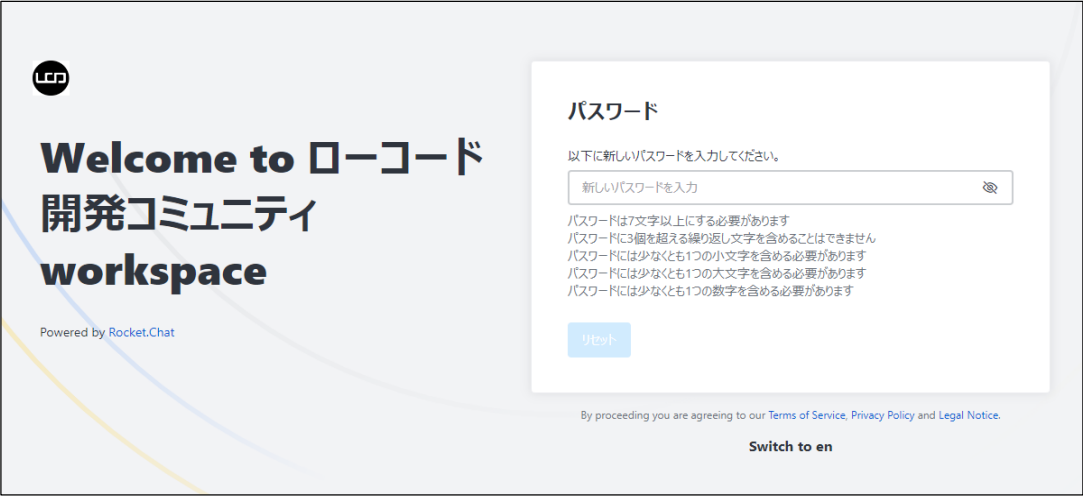 LCD
Welcome to ローコード
開発コミュニティ
workspace
Powered by Rocket.Chat
パスワード
以下に新しいパスワードを入力してください。
新しいパスワードを入力
パスワードは7文字以上にする必要があります
パスワードに3個を超える繰り返し文字を含めることはできません
パスワードには少なくとも1つの小文字を含める必要があります
パスワードには少なくとも1つの大文字を含める必要があります
パスワードには少なくとも1つの数字を含める必要があります
リセット
By proceeding you are agreeing to our Terms of Service, Privacy Policy and Legal Notice.
Switch to en